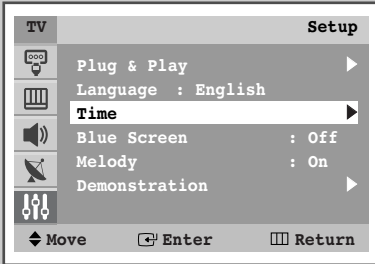 TV Setup
Plug & Play
Language : English
Time
Blue Screen : Off
Melody : On
Demonstration
Move Enter Return